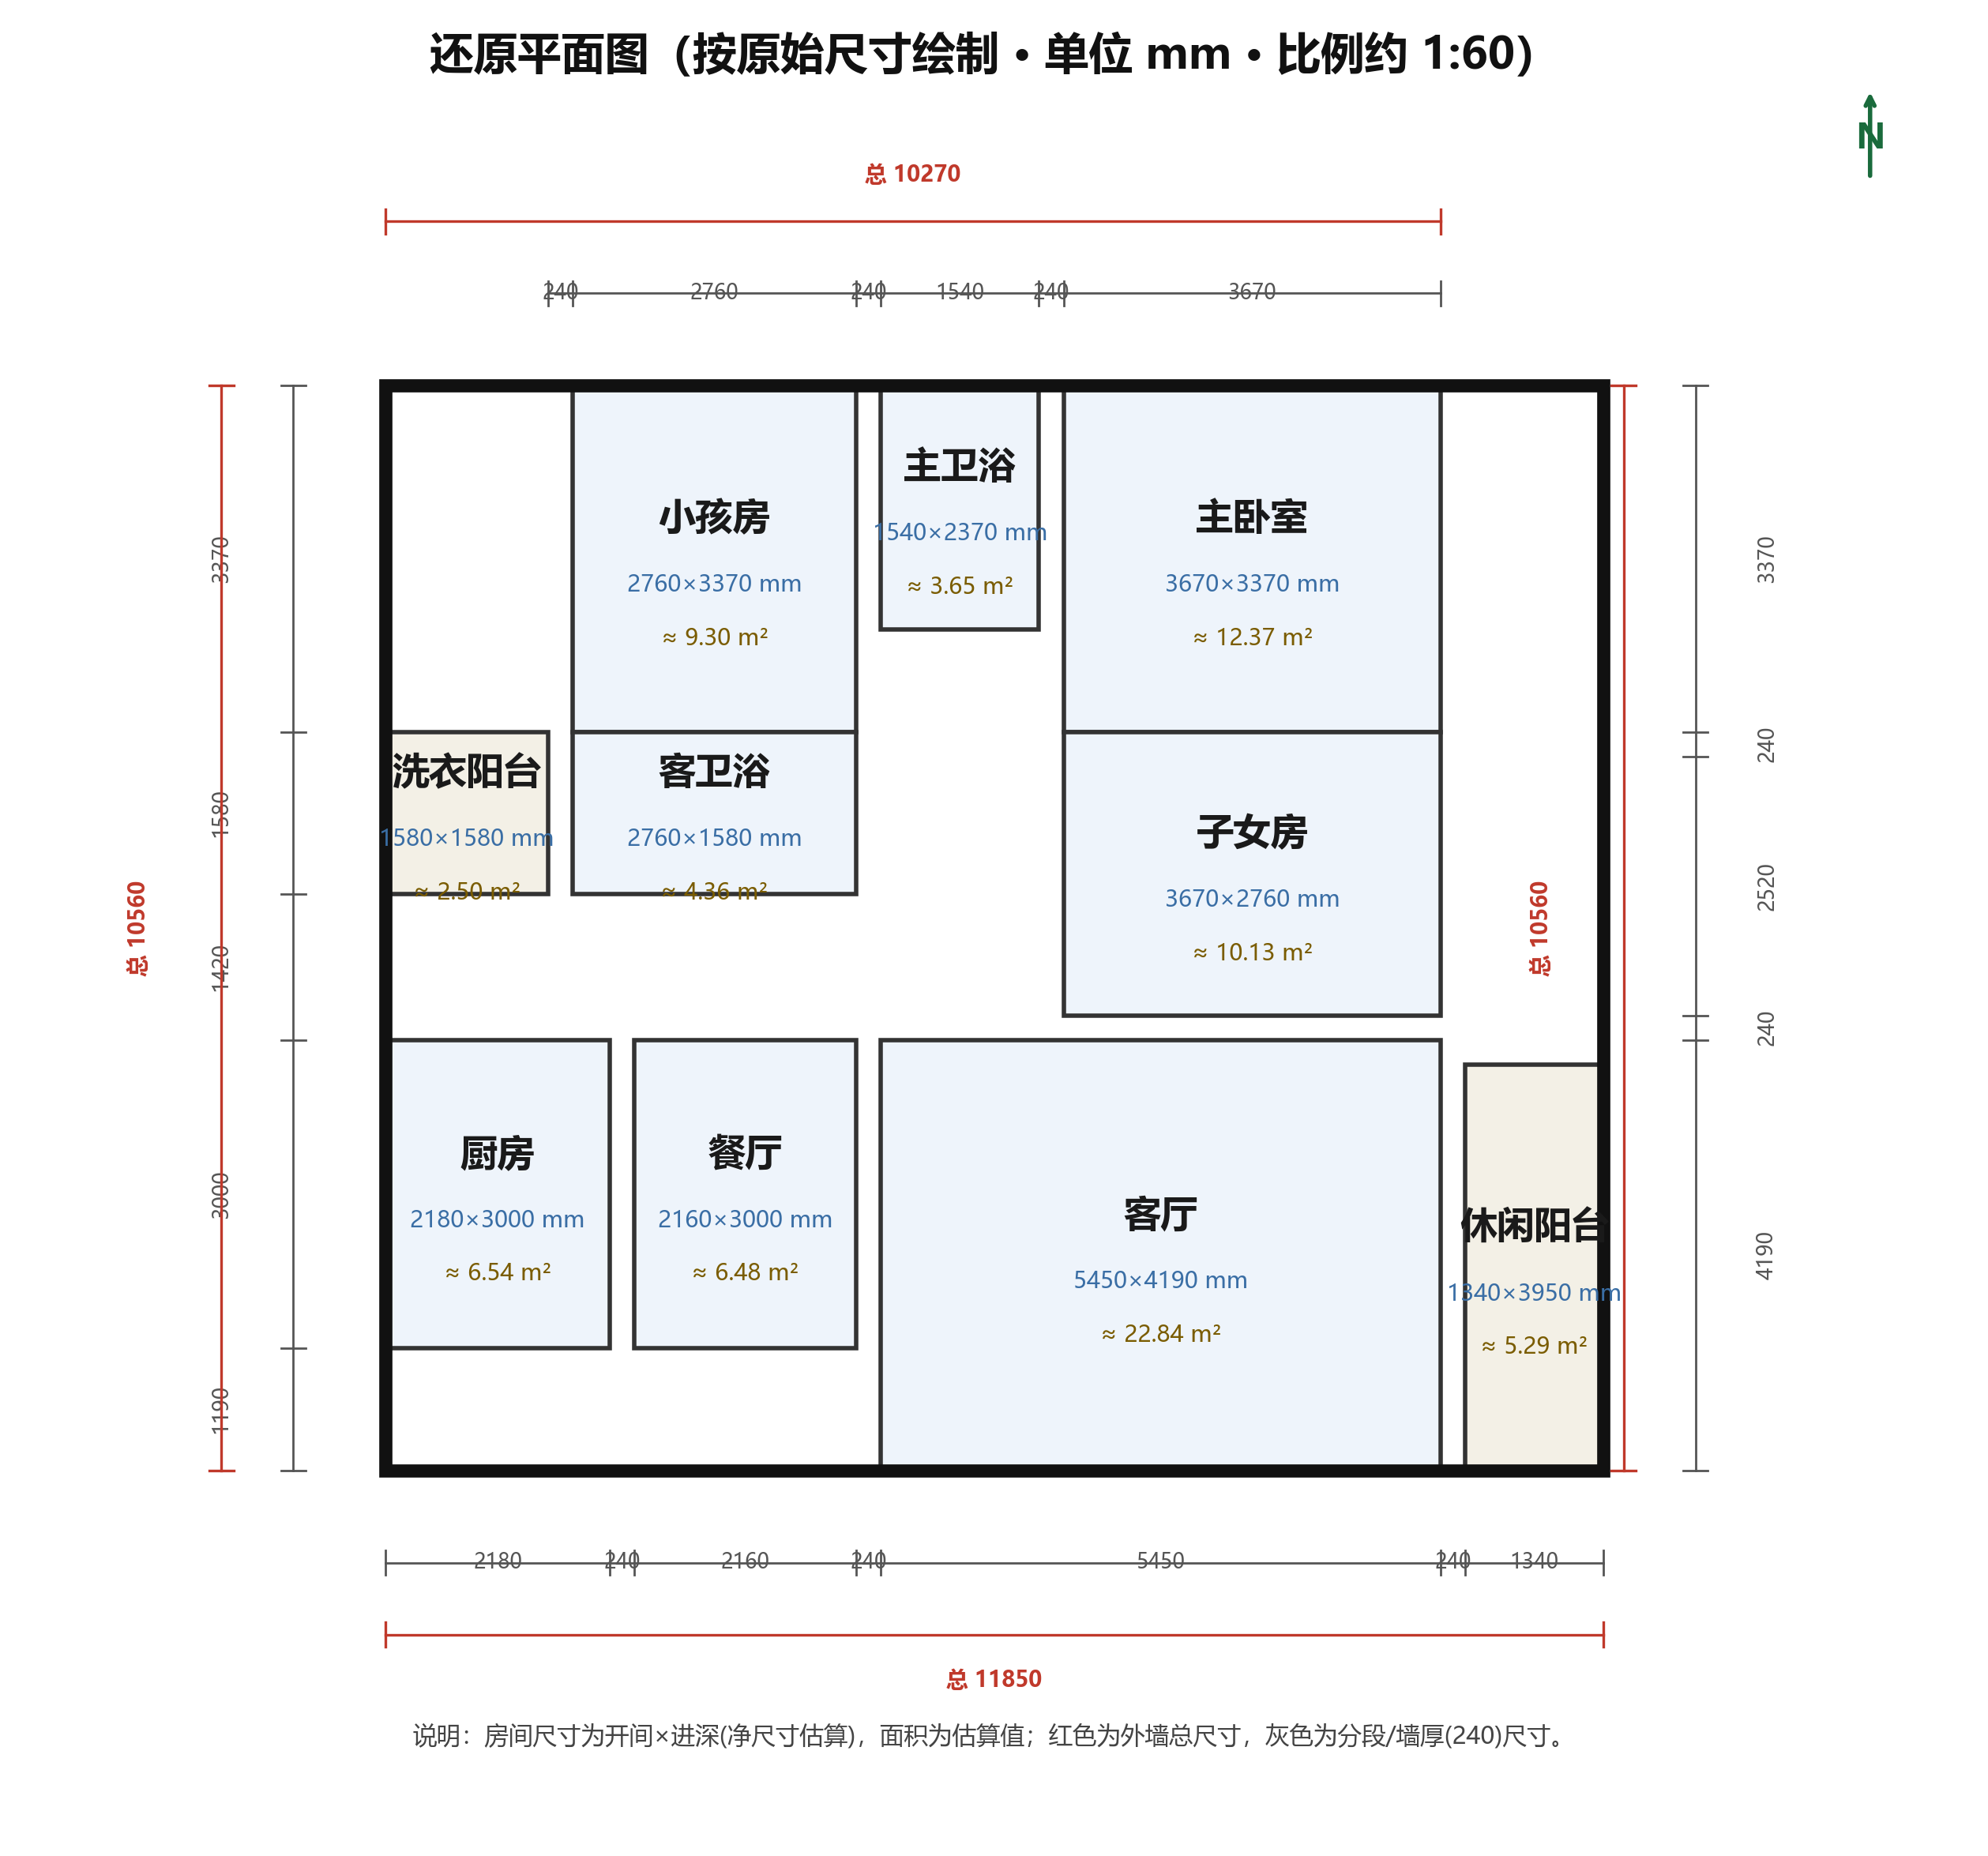 还原平面图（按原始尺寸绘制 • 单位 mm • 比例约 1:60）
N
总 10270
240
2760
240
1540
240
3670
主卫浴
1540×2370 mm
≈ 3.65 m²
小孩房
2760×3370 mm
≈ 9.30 m²
主卧室
3670×3370 mm
≈ 12.37 m²
3370
3370
240
洗衣阳台
1580×1580 mm
≈ 2.50 m²
客卫浴
2760×1580 mm
≈ 4.36 m²
子女房
3670×2760 mm
≈ 10.13 m²
1580
2520
总 10560
总 10560
1420
240
厨房
2180×3000 mm
≈ 6.54 m²
餐厅
2160×3000 mm
≈ 6.48 m²
客厅
5450×4190 mm
≈ 22.84 m²
休闲阳台
1340×3950 mm
≈ 5.29 m²
3000
4190
1190
2180
240
2160
240
5450
240
1340
总 11850
说明：房间尺寸为开间×进深(净尺寸估算)，面积为估算值；红色为外墙总尺寸，灰色为分段/墙厚(240)尺寸。